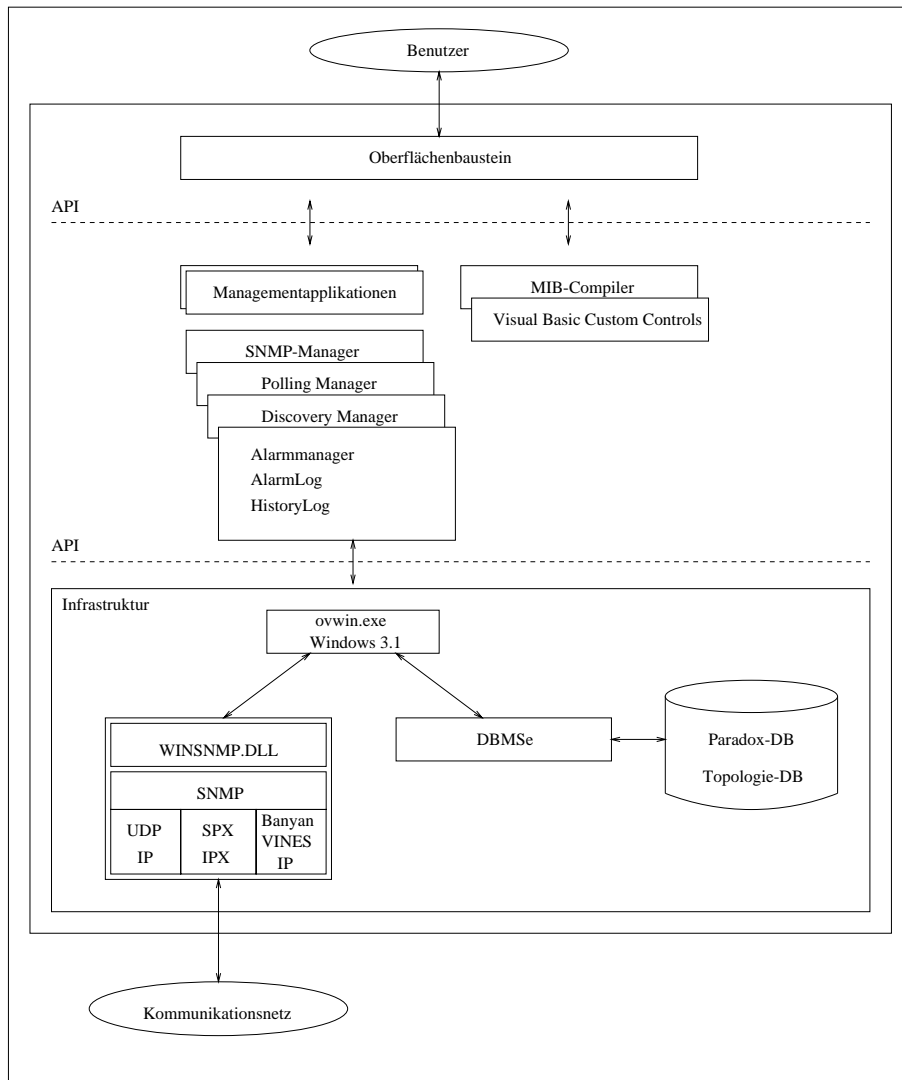 Benutzer
Oberflächenbaustein
API
Managementapplikationen
MIB-Compiler
Visual Basic Custom Controls
SNMP-Manager
Polling Manager
Discovery Manager
Alarmmanager
AlarmLog
HistoryLog
API
Infrastruktur
ovwin.exe
Windows 3.1
WINSNMP.DLL
SNMP
UDP
IP
SPX
IPX
Banyan
VINES
IP
DBMSe
Paradox-DB
Topologie-DB
Kommunikationsnetz